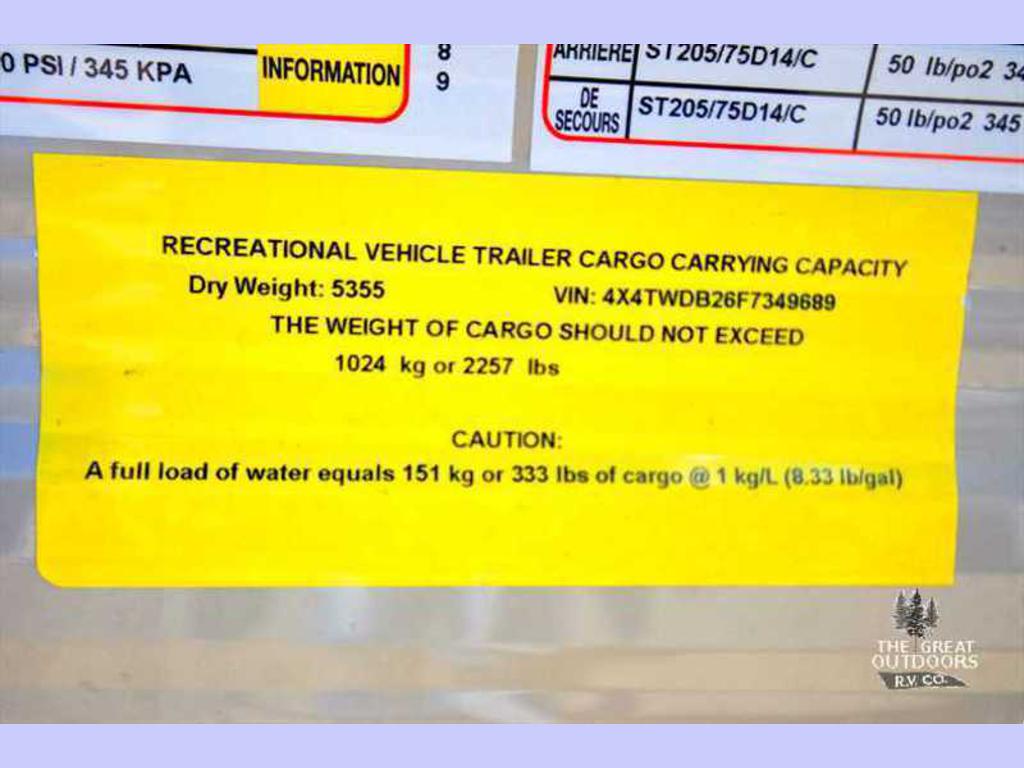 0 PSI / 345 KPA
INFORMATION
8
9
ARRIERE ST205/75D14/C 50 lb/po2 34
DE SECOURS ST205/75D14/C 50 lb/po2 345
RECREATIONAL VEHICLE TRAILER CARGO CARRYING CAPACITY
Dry Weight: 5355 VIN: 4X4TWDB26F7349689
THE WEIGHT OF CARGO SHOULD NOT EXCEED
1024 kg or 2257 lbs
CAUTION:
A full load of water equals 151 kg or 333 lbs of cargo @ 1 kg/L (8.33 lb/gal)
THE GREAT
OUTDOORS
R.V. CO.